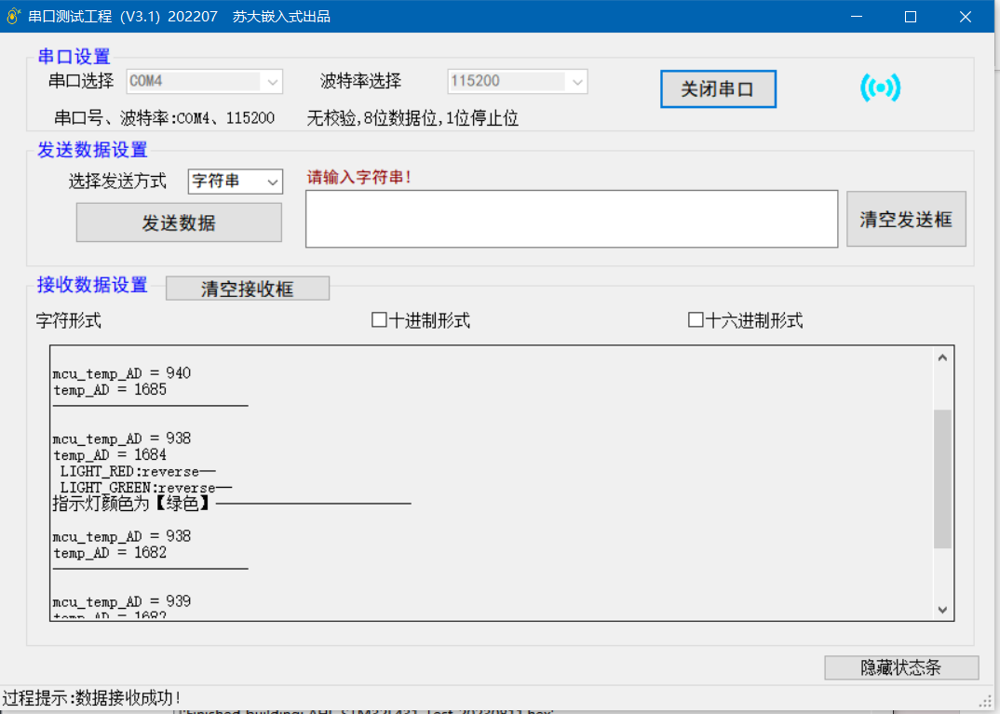 串口测试工程 (V3.1) 202207 苏大嵌入式出品
串口设置
串口选择 COM4 波特率选择 115200 关闭串口
串口号、波特率:COM4、115200 无校验,8位数据位,1位停止位
发送数据设置
选择发送方式 字符串 请输入字符串!
发送数据 清空发送框
接收数据设置 清空接收框
字符形式 十进制形式 十六进制形式
mcu_temp_AD = 940
temp_AD = 1685
mcu_temp_AD = 938
temp_AD = 1684
LIGHT_RED:reverse—
LIGHT_GREEN:reverse—
指示灯颜色为【绿色】
mcu_temp_AD = 938
temp_AD = 1682
mcu_temp_AD = 939
temp_AD = 1682
隐藏状态条
过程提示:数据接收成功!